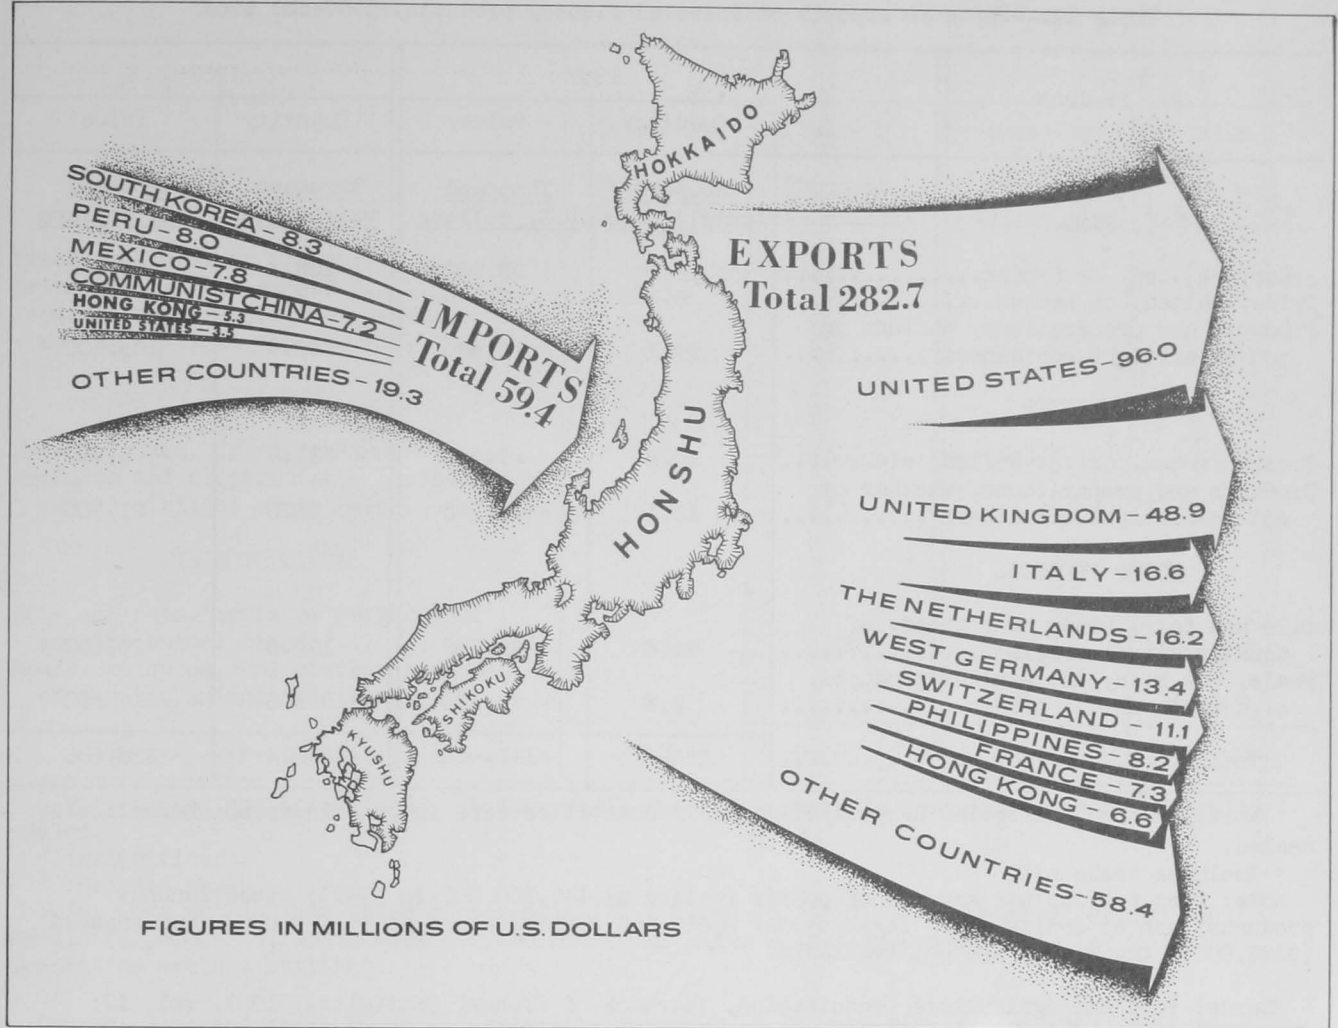 HOKKAIDO
SOUTH KOREA – 8.3
PERU – 8.0
MEXICO – 7.8
COMMUNIST CHINA – 7.2
HONG KONG – 5.3
UNITED STATES – 3.5
OTHER COUNTRIES – 19.3
IMPORTS
Total 59.4
EXPORTS
Total 282.7
UNITED STATES – 96.0
UNITED KINGDOM – 48.9
ITALY – 16.6
THE NETHERLANDS – 16.2
WEST GERMANY – 13.4
SWITZERLAND – 11.1
PHILIPPINES – 8.2
FRANCE – 7.3
HONG KONG – 6.6
OTHER COUNTRIES – 58.4
HONSHU
SHIKOKU
KYUSHU
FIGURES IN MILLIONS OF U.S. DOLLARS